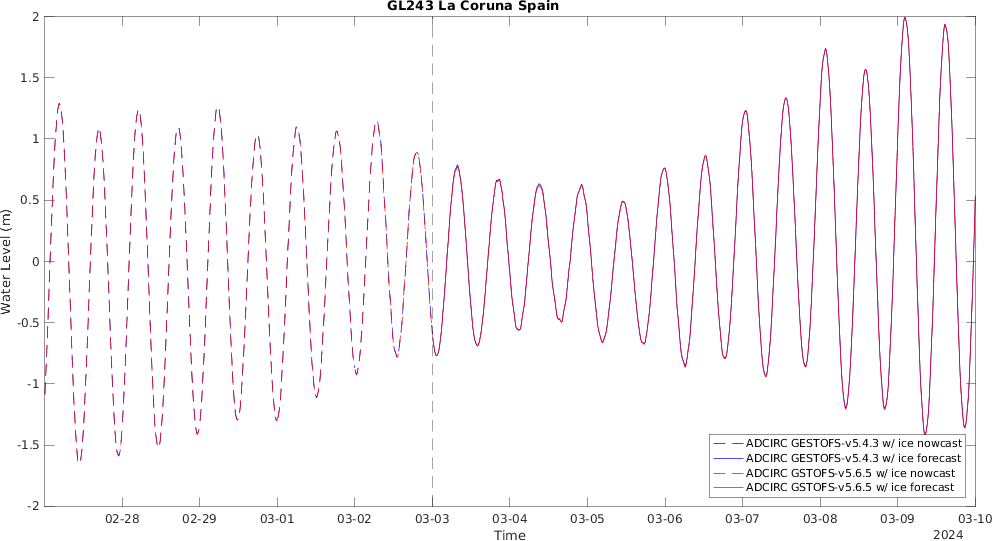 GL243 La Coruna Spain
2
1.5
1
0.5
0
-0.5
-1
-1.5
-2
Water Level (m)
ADCIRC GESTOFS-v5.4.3 w/ ice nowcast
ADCIRC GESTOFS-v5.4.3 w/ ice forecast
ADCIRC GSTOFS-v5.6.5 w/ ice nowcast
ADCIRC GSTOFS-v5.6.5 w/ ice forecast
02-28 02-29 03-01 03-02 03-03 03-04 03-05 03-06 03-07 03-08 03-09 03-10
Time
2024